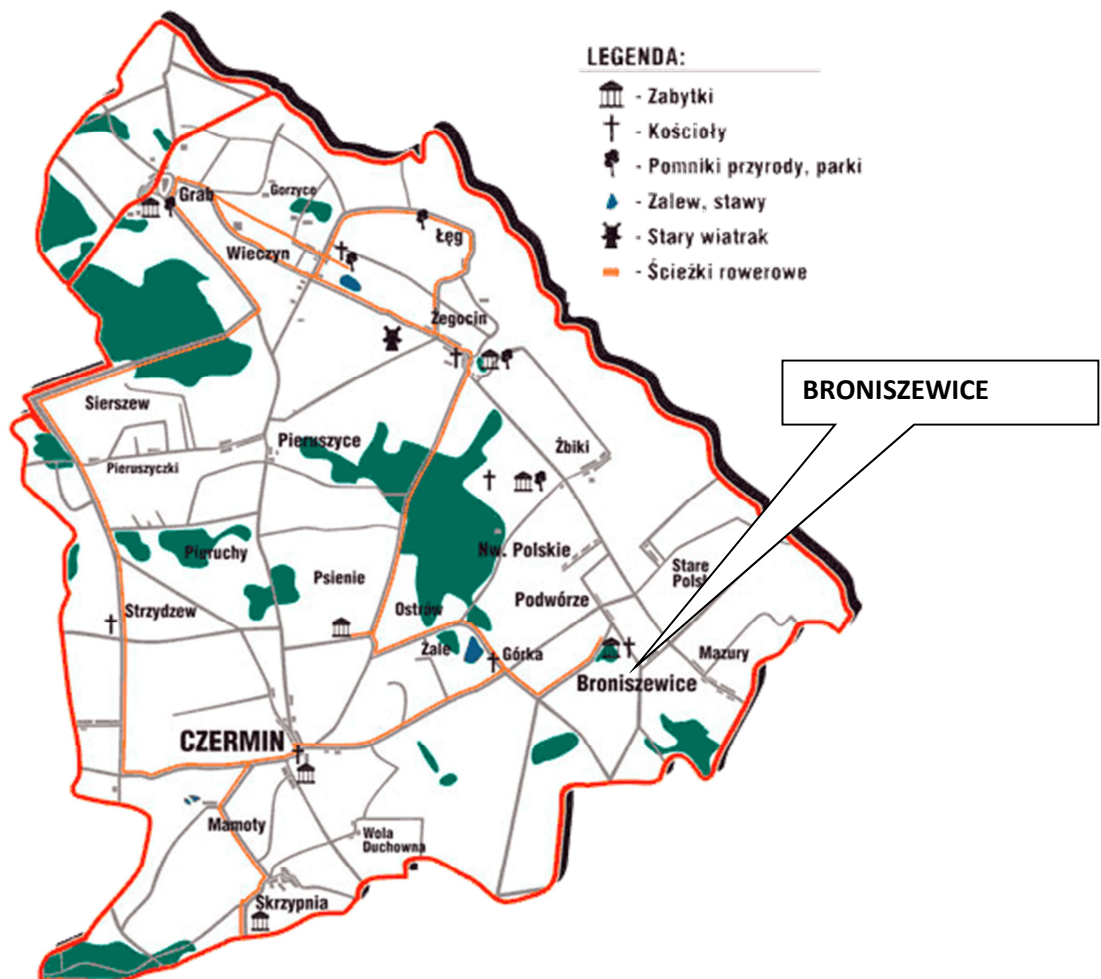 LEGENDA:
- Zabytki
- Kościoły
- Pomniki przyrody, parki
- Zalew, stawy
- Stary wiatrak
- Ścieżki rowerowe
Grab
Gorzyce
Łęg
Wieczyn
Żegocin
BRONISZEWICE
Sierszew
Pieruszyce
Żbiki
Pieruszyczki
Pieruchy
Nw. Polskie
Psienie
Stare
Polsk
Podwórze
Strzydzew
Ostrów
Żale
Górka
Mazury
Broniszewice
CZERMIN
Mamoty
Wola
Duchowna
Skrzypnia